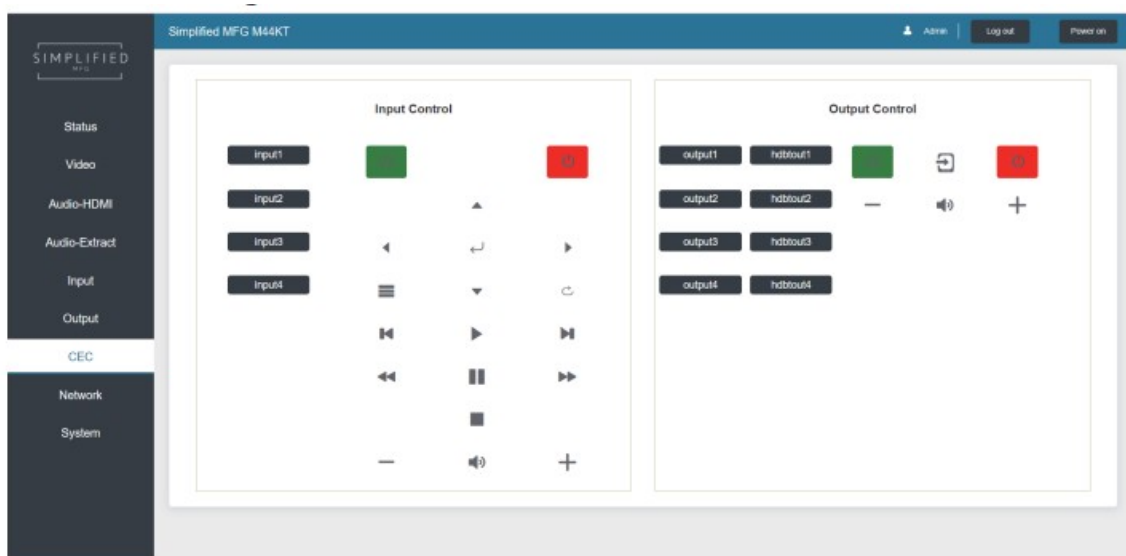 Simplified MFG M44KT
Admin
Log out
Power on
SIMPLIFIED
MFG
Status
Video
Audio-HDMI
Audio-Extract
Input
Output
CEC
Network
System
Input Control
input1
input2
input3
input4
Output Control
output1 hdbtout1
output2 hdbtout2
output3 hdbtout3
output4 hdbtout4